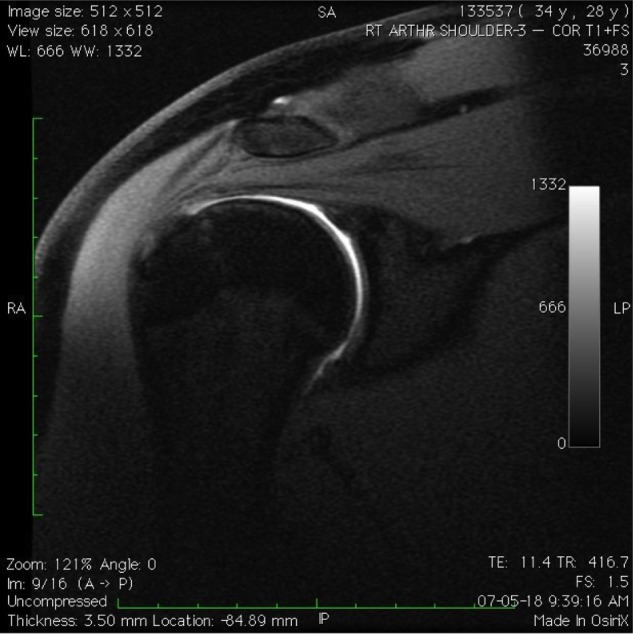 Image size: 512 x 512
View size: 618 x 618
WL: 666 WW: 1332
SA
133537 ( 34 y , 28 y )
RT ARTHR SHOULDER-3 — COR T1+FS
36988
3
1332
666
0
RA
LP
Zoom: 121% Angle: 0
Im: 9/16 (A -> P)
Uncompressed
Thickness: 3.50 mm Location: -84.89 mm
IP
TE: 11.4 TR: 416.7
FS: 1.5
07-05-18 9:39:16 AM
Made In OsiriX